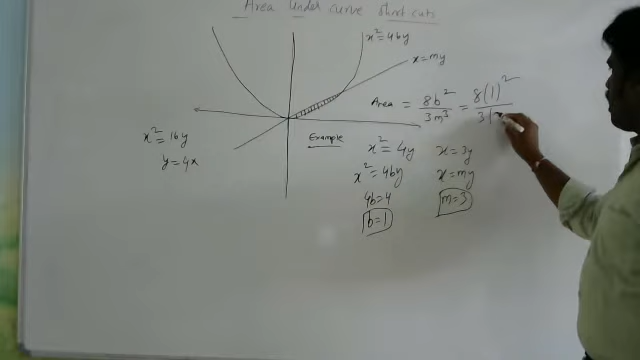 Area Under curve Short cuts
x² = 4by
x = my
Area = 8b²/3m³ = 8(1)²/3(
Example
x² = 16y
y = 4x
x² = 4y
x = 3y
x² = 4by
x = my
4b = 4
m = 3
b = 1